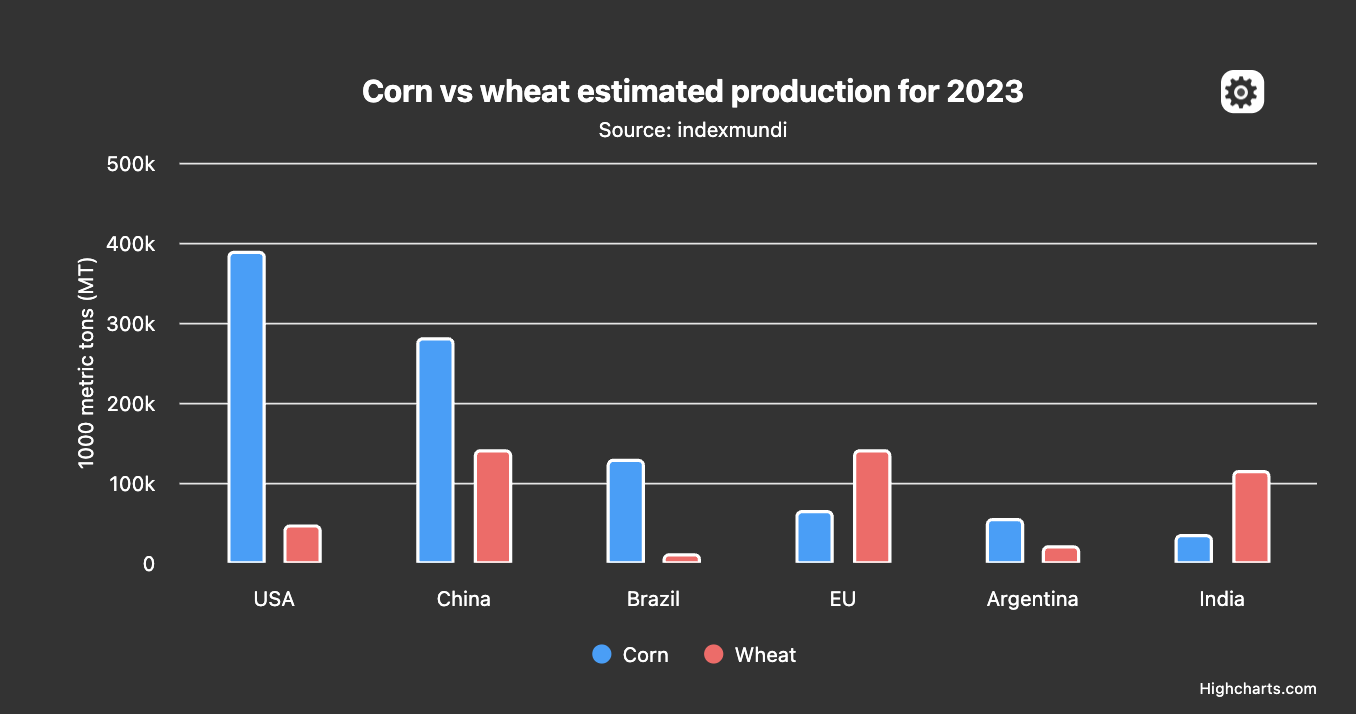 Corn vs wheat estimated production for 2023
Source: indexmundi
1000 metric tons (MT)
500k
400k
300k
200k
100k
0
USA China Brazil EU Argentina India
Corn Wheat
Highcharts.com